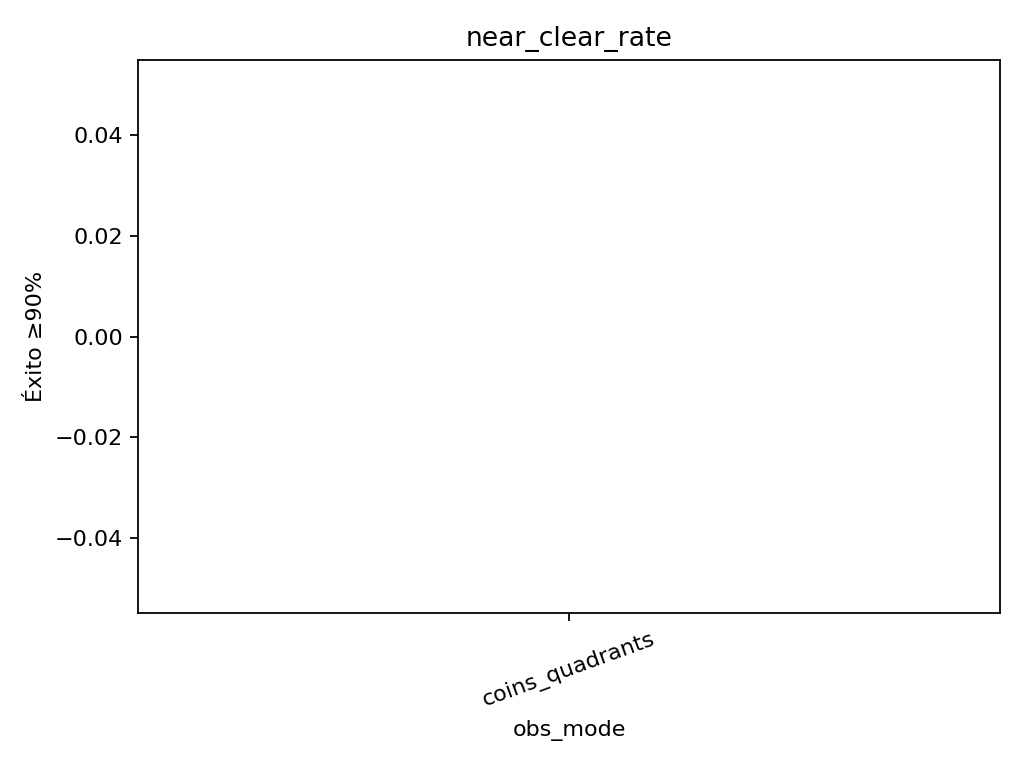 near_clear_rate
Éxito ≥90%
0.04
0.02
0.00
−0.02
−0.04
coins_quadrants
obs_mode